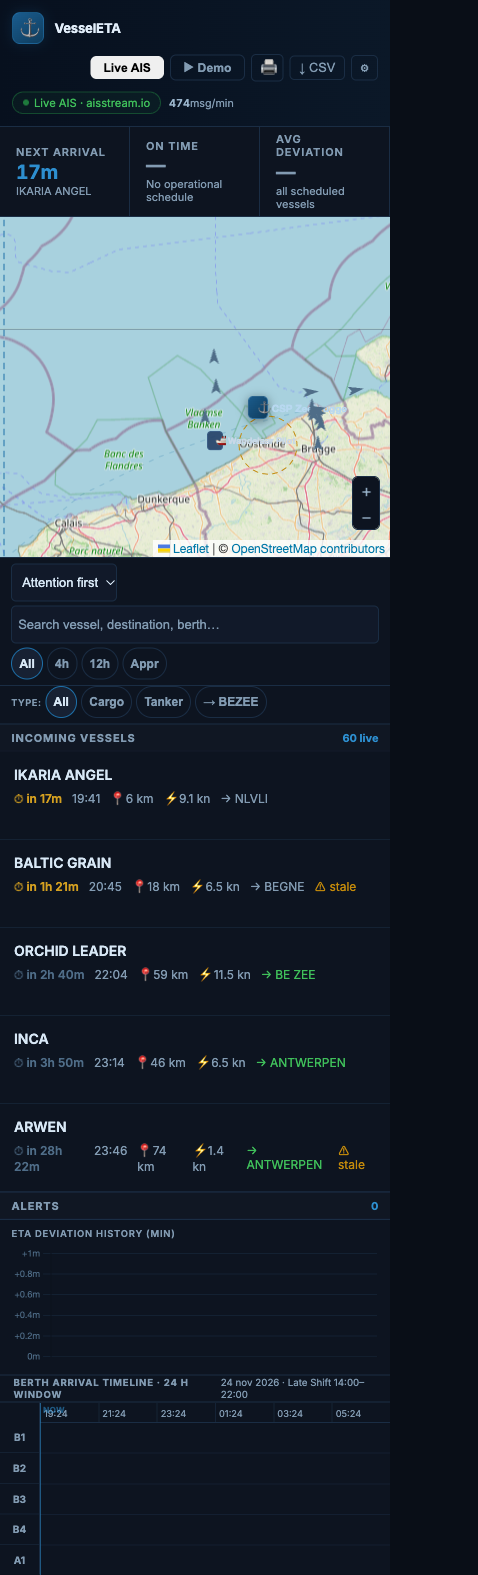 VesselETA
Live AIS
▶ Demo
↓ CSV
Live AIS · aisstream.io
474msg/min
NEXT ARRIVAL
17m
IKARIA ANGEL
ON TIME
—
No operational
schedule
AVG
DEVIATION
—
all scheduled
vessels
Vlaamse
Banken
Oostende
Brugge
Banc des
Flandres
Dunkerque
Calais
Parc naturel
+
−
Leaflet | © OpenStreetMap contributors
Attention first
Search vessel, destination, berth...
All 4h 12h Appr
TYPE: All Cargo Tanker → BEZEE
INCOMING VESSELS 60 live
IKARIA ANGEL
in 17m 19:41 6 km 9.1 kn → NLVLI
BALTIC GRAIN
in 1h 21m 20:45 18 km 6.5 kn → BEGNE ⚠ stale
ORCHID LEADER
in 2h 40m 22:04 59 km 11.5 kn → BE ZEE
INCA
in 3h 50m 23:14 46 km 6.5 kn → ANTWERPEN
ARWEN
in 28h 22m 23:46 74 km 1.4 kn → ANTWERPEN ⚠ stale
ALERTS 0
ETA DEVIATION HISTORY (MIN)
+1m
+0.8m
+0.6m
+0.4m
+0.2m
0m
BERTH ARRIVAL TIMELINE · 24 H
WINDOW
24 nov 2026 · Late Shift 14:00–
22:00
NOW
19:24 21:24 23:24 01:24 03:24 05:24
B1
B2
B3
B4
A1